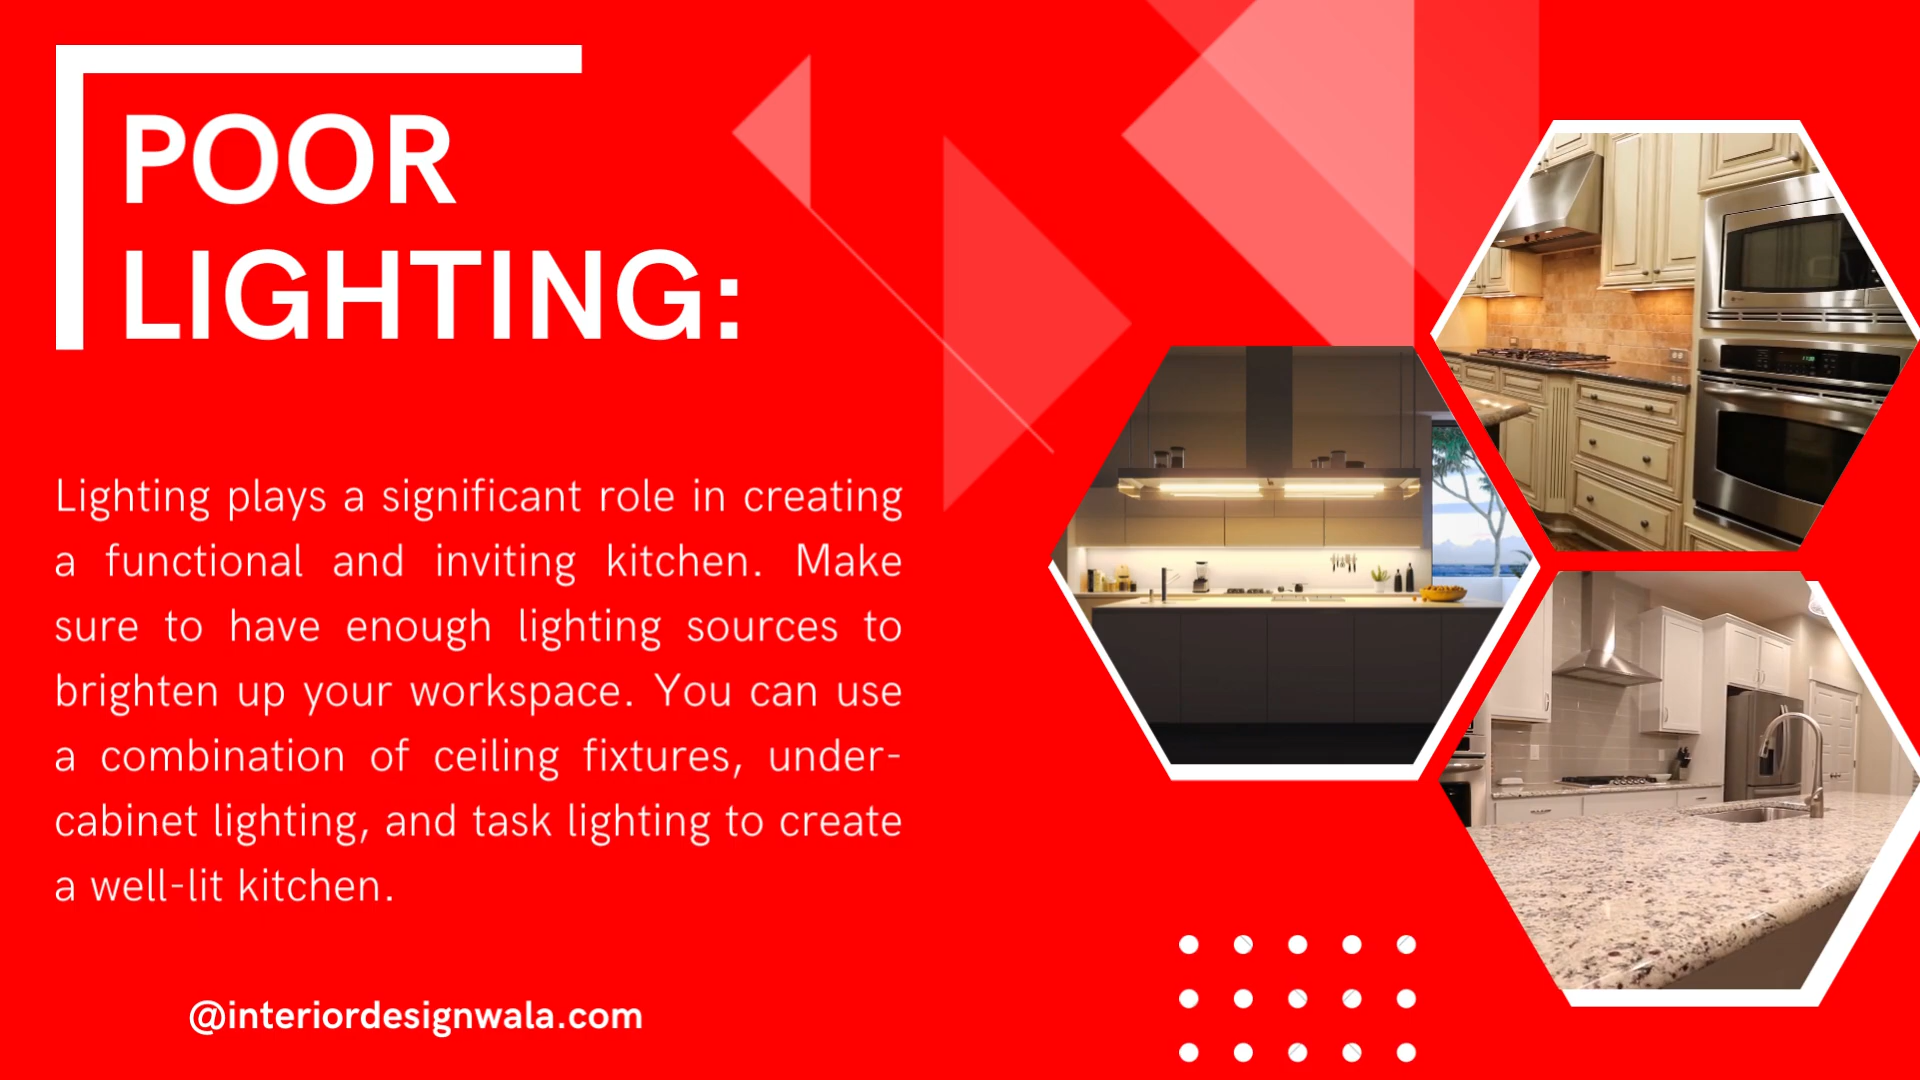 POOR
LIGHTING:
Lighting plays a significant role in creating
a functional and inviting kitchen. Make
sure to have enough lighting sources to
brighten up your workspace. You can use
a combination of ceiling fixtures, under-
cabinet lighting, and task lighting to create
a well-lit kitchen.
@interiordesignwala.com